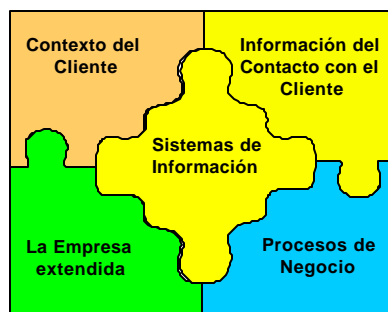 Contexto del
Cliente
Información del
Contacto con el
Cliente
Sistemas de
Información
La Empresa
extendida
Procesos de
Negocio